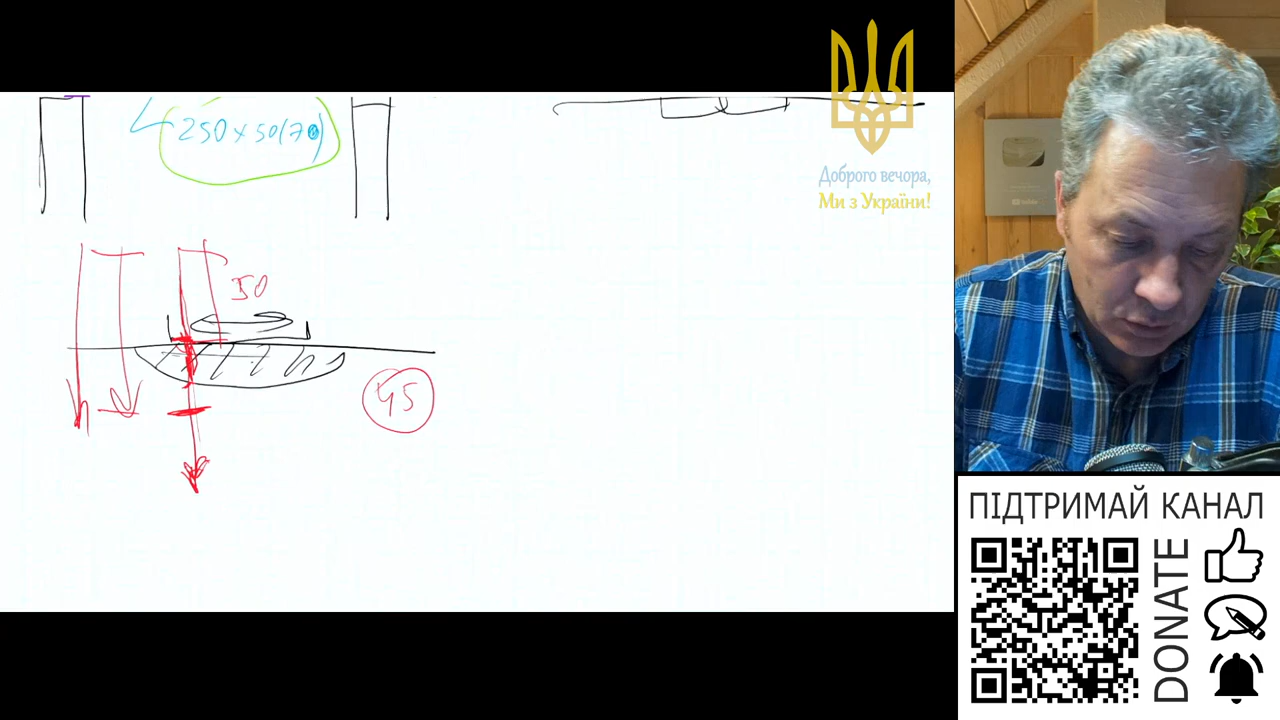 250 x 50(70)
Доброго вечора,
Ми з України!
50
45
ПІДТРИМАЙ КАНАЛ
DONATE